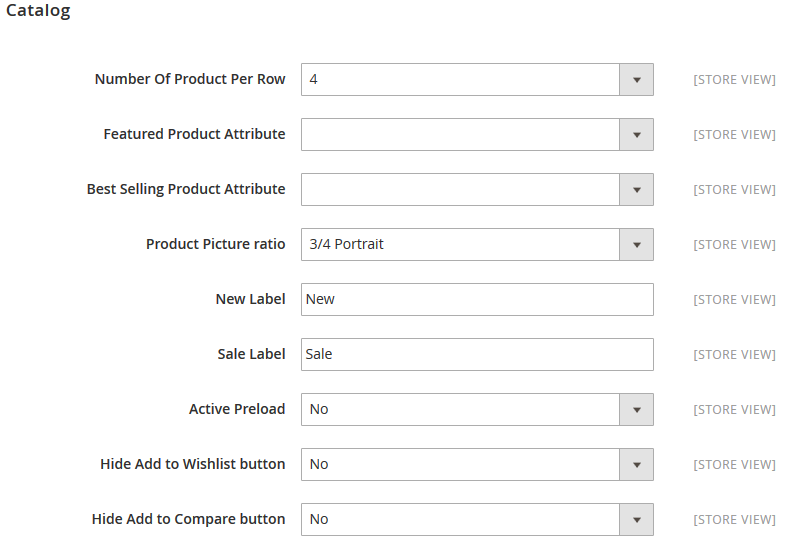 Catalog
Number Of Product Per Row 4 [STORE VIEW]
Featured Product Attribute [STORE VIEW]
Best Selling Product Attribute [STORE VIEW]
Product Picture ratio 3/4 Portrait [STORE VIEW]
New Label New [STORE VIEW]
Sale Label Sale [STORE VIEW]
Active Preload No [STORE VIEW]
Hide Add to Wishlist button No [STORE VIEW]
Hide Add to Compare button No [STORE VIEW]